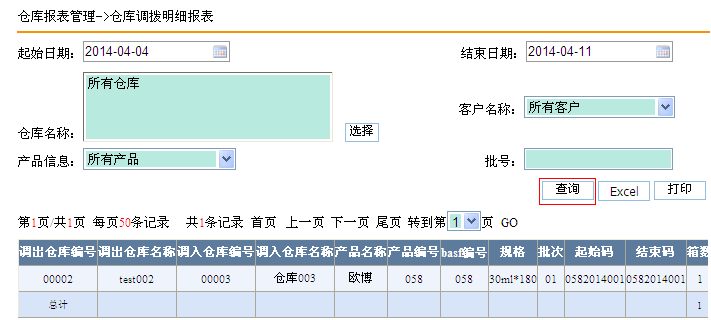 仓库报表管理->仓库调拨明细报表
起始日期： 2014-04-04 结束日期： 2014-04-11
仓库名称： 所有仓库 选择 客户名称： 所有客户
产品信息： 所有产品 批号：
查询 Excel 打印
第1页/共1页 每页50条记录 共1条记录 首页 上一页 下一页 尾页 转到第 1 页 GO
调出仓库编号 调出仓库名称 调入仓库编号 调入仓库名称 产品名称 产品编号 basf编号 规格 批次 起始码 结束码 箱数
00002 test002 00003 仓库003 欧博 058 058 30ml*180 01 0582014001 0582014001 1
总计 1